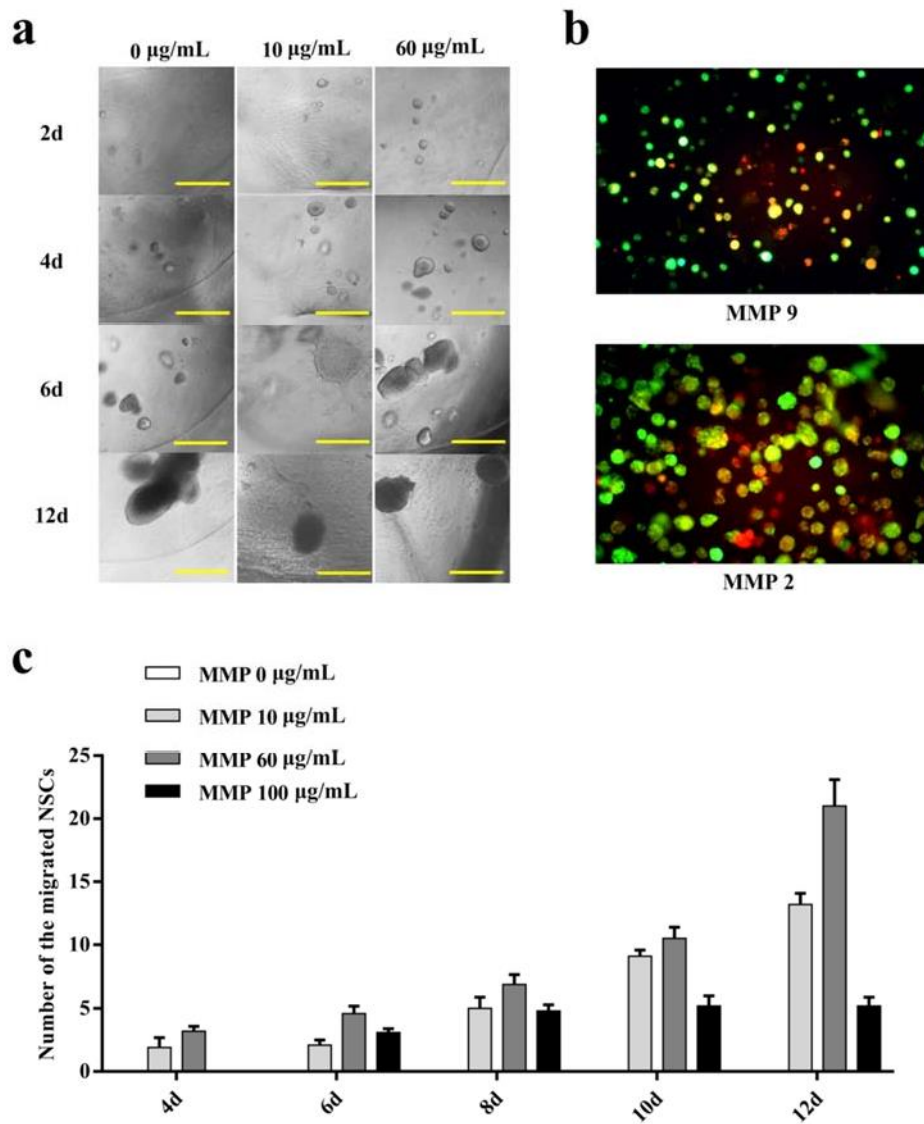 a
0 μg/mL 10 μg/mL 60 μg/mL
2d
4d
6d
12d
b
MMP 9
MMP 2
c
MMP 0 μg/mL
MMP 10 μg/mL
MMP 60 μg/mL
MMP 100 μg/mL
Number of the migrated NSCs
25
20
15
10
5
0
4d 6d 8d 10d 12d